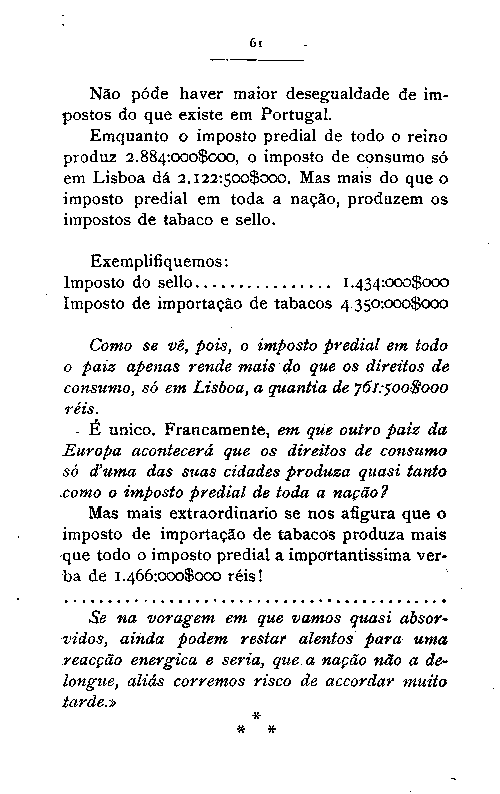 61
Não póde haver maior desegualdade de im-
postos do que existe em Portugal.
Emquanto o imposto predial de todo o reino
produz 2.884:000$000, o imposto de consumo só
em Lisboa dá 2.122:500$000. Mas mais do que o
imposto predial em toda a nação, produzem os
impostos de tabaco e sello.
Exemplifiquemos:
Imposto do sello................ 1.434:000$000
Imposto de importação de tabacos 4.350:000$000
Como se vê, pois, o imposto predial em todo
o paiz apenas rende mais do que os direitos de
consumo, só em Lisboa, a quantia de 761:500$000
réis.
É unico. Francamente, em que outro paiz da
Europa acontecerá que os direitos de consumo
só d'uma das suas cidades produza quasi tanto
como o imposto predial de toda a nação?
Mas mais extraordinario se nos afigura que o
imposto de importação de tabacos produza mais
que todo o imposto predial a importantissima ver-
ba de 1.466:000$000 réis!
............................................
Se na voragem em que vamos quasi absor-
vidos, ainda podem restar alentos para uma
reacção energica e seria, que a nação não a de-
longue, aliás corremos risco de accordar muito
tarde.»
*
* *